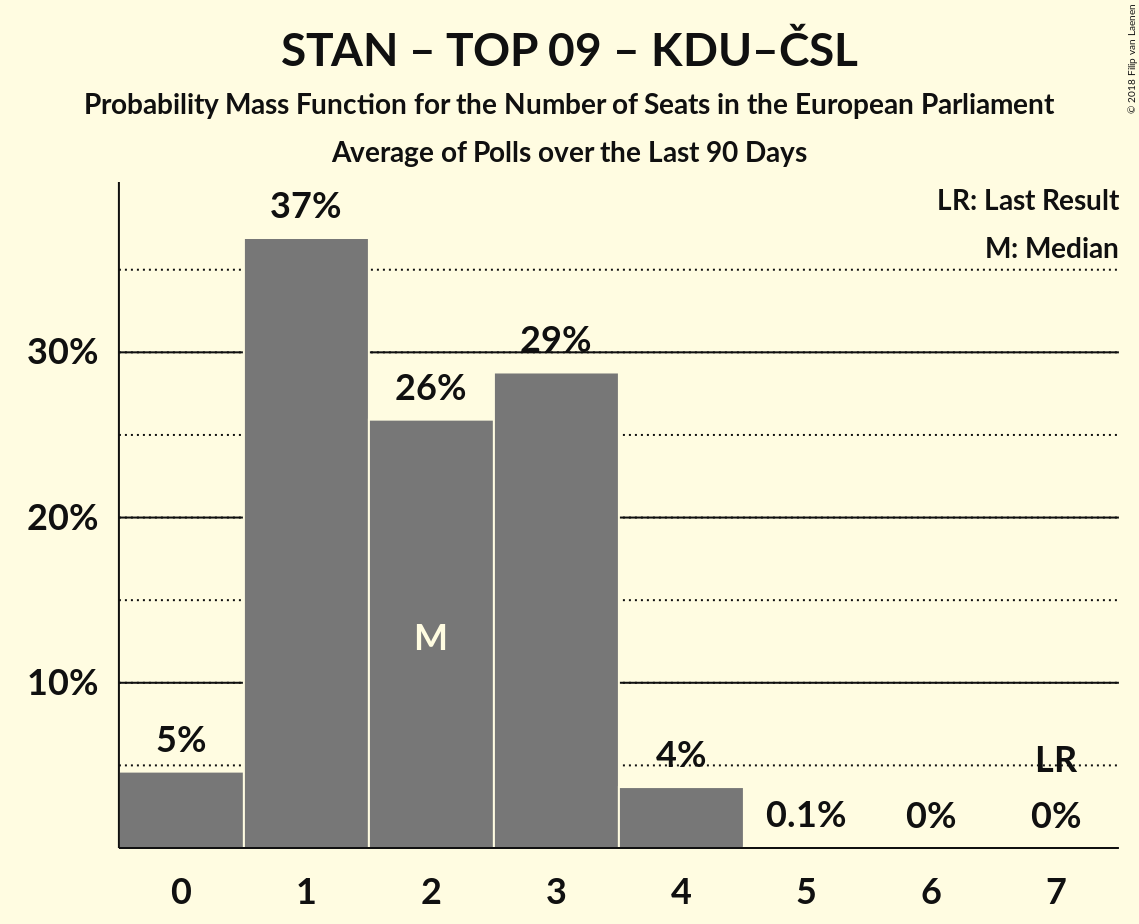 STAN – TOP 09 – KDU–ČSL
Probability Mass Function for the Number of Seats in the European Parliament
Average of Polls over the Last 90 Days
© 2018 Filip van Laenen
LR: Last Result
M: Median
37%
29%
30%
26%
20%
M
10%
5%
4%
LR
0.1%
0%
0%
0 1 2 3 4 5 6 7